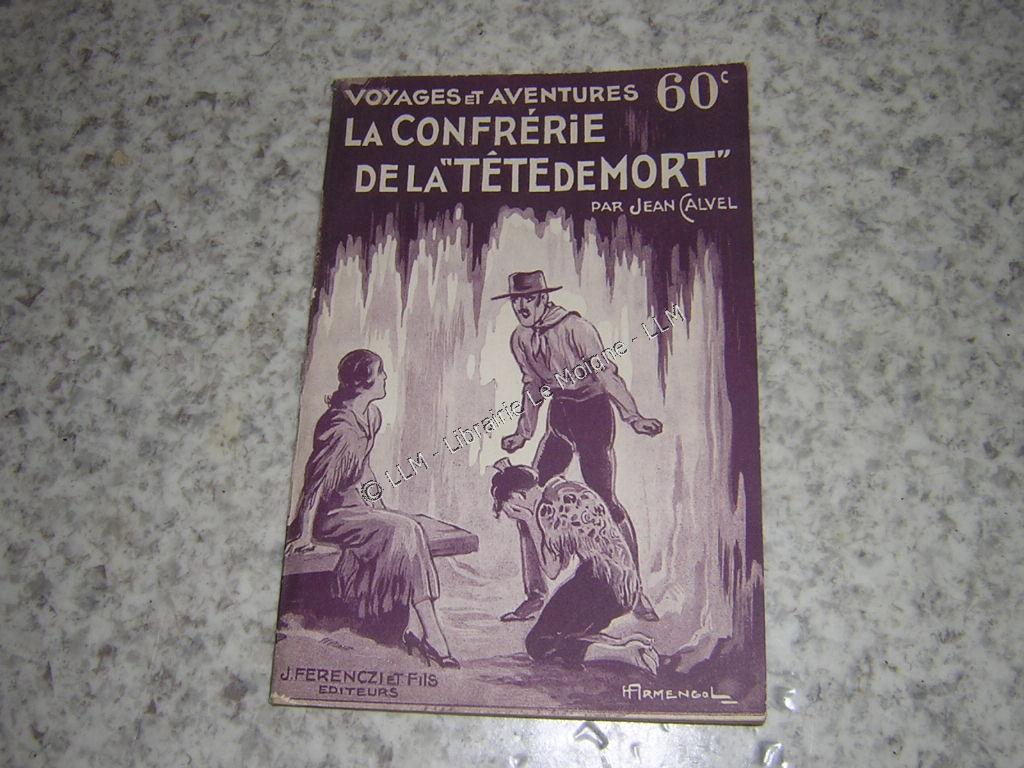 VOYAGES ET AVENTURES 60c
LA CONFRÉRIE
DE LA "TÊTE DE MORT"
PAR JEAN CALVEL
© LLM - Librairie Le Moigne - LLM
J. FERENCZI ET FILS
EDITEURS
H ARMENGOL